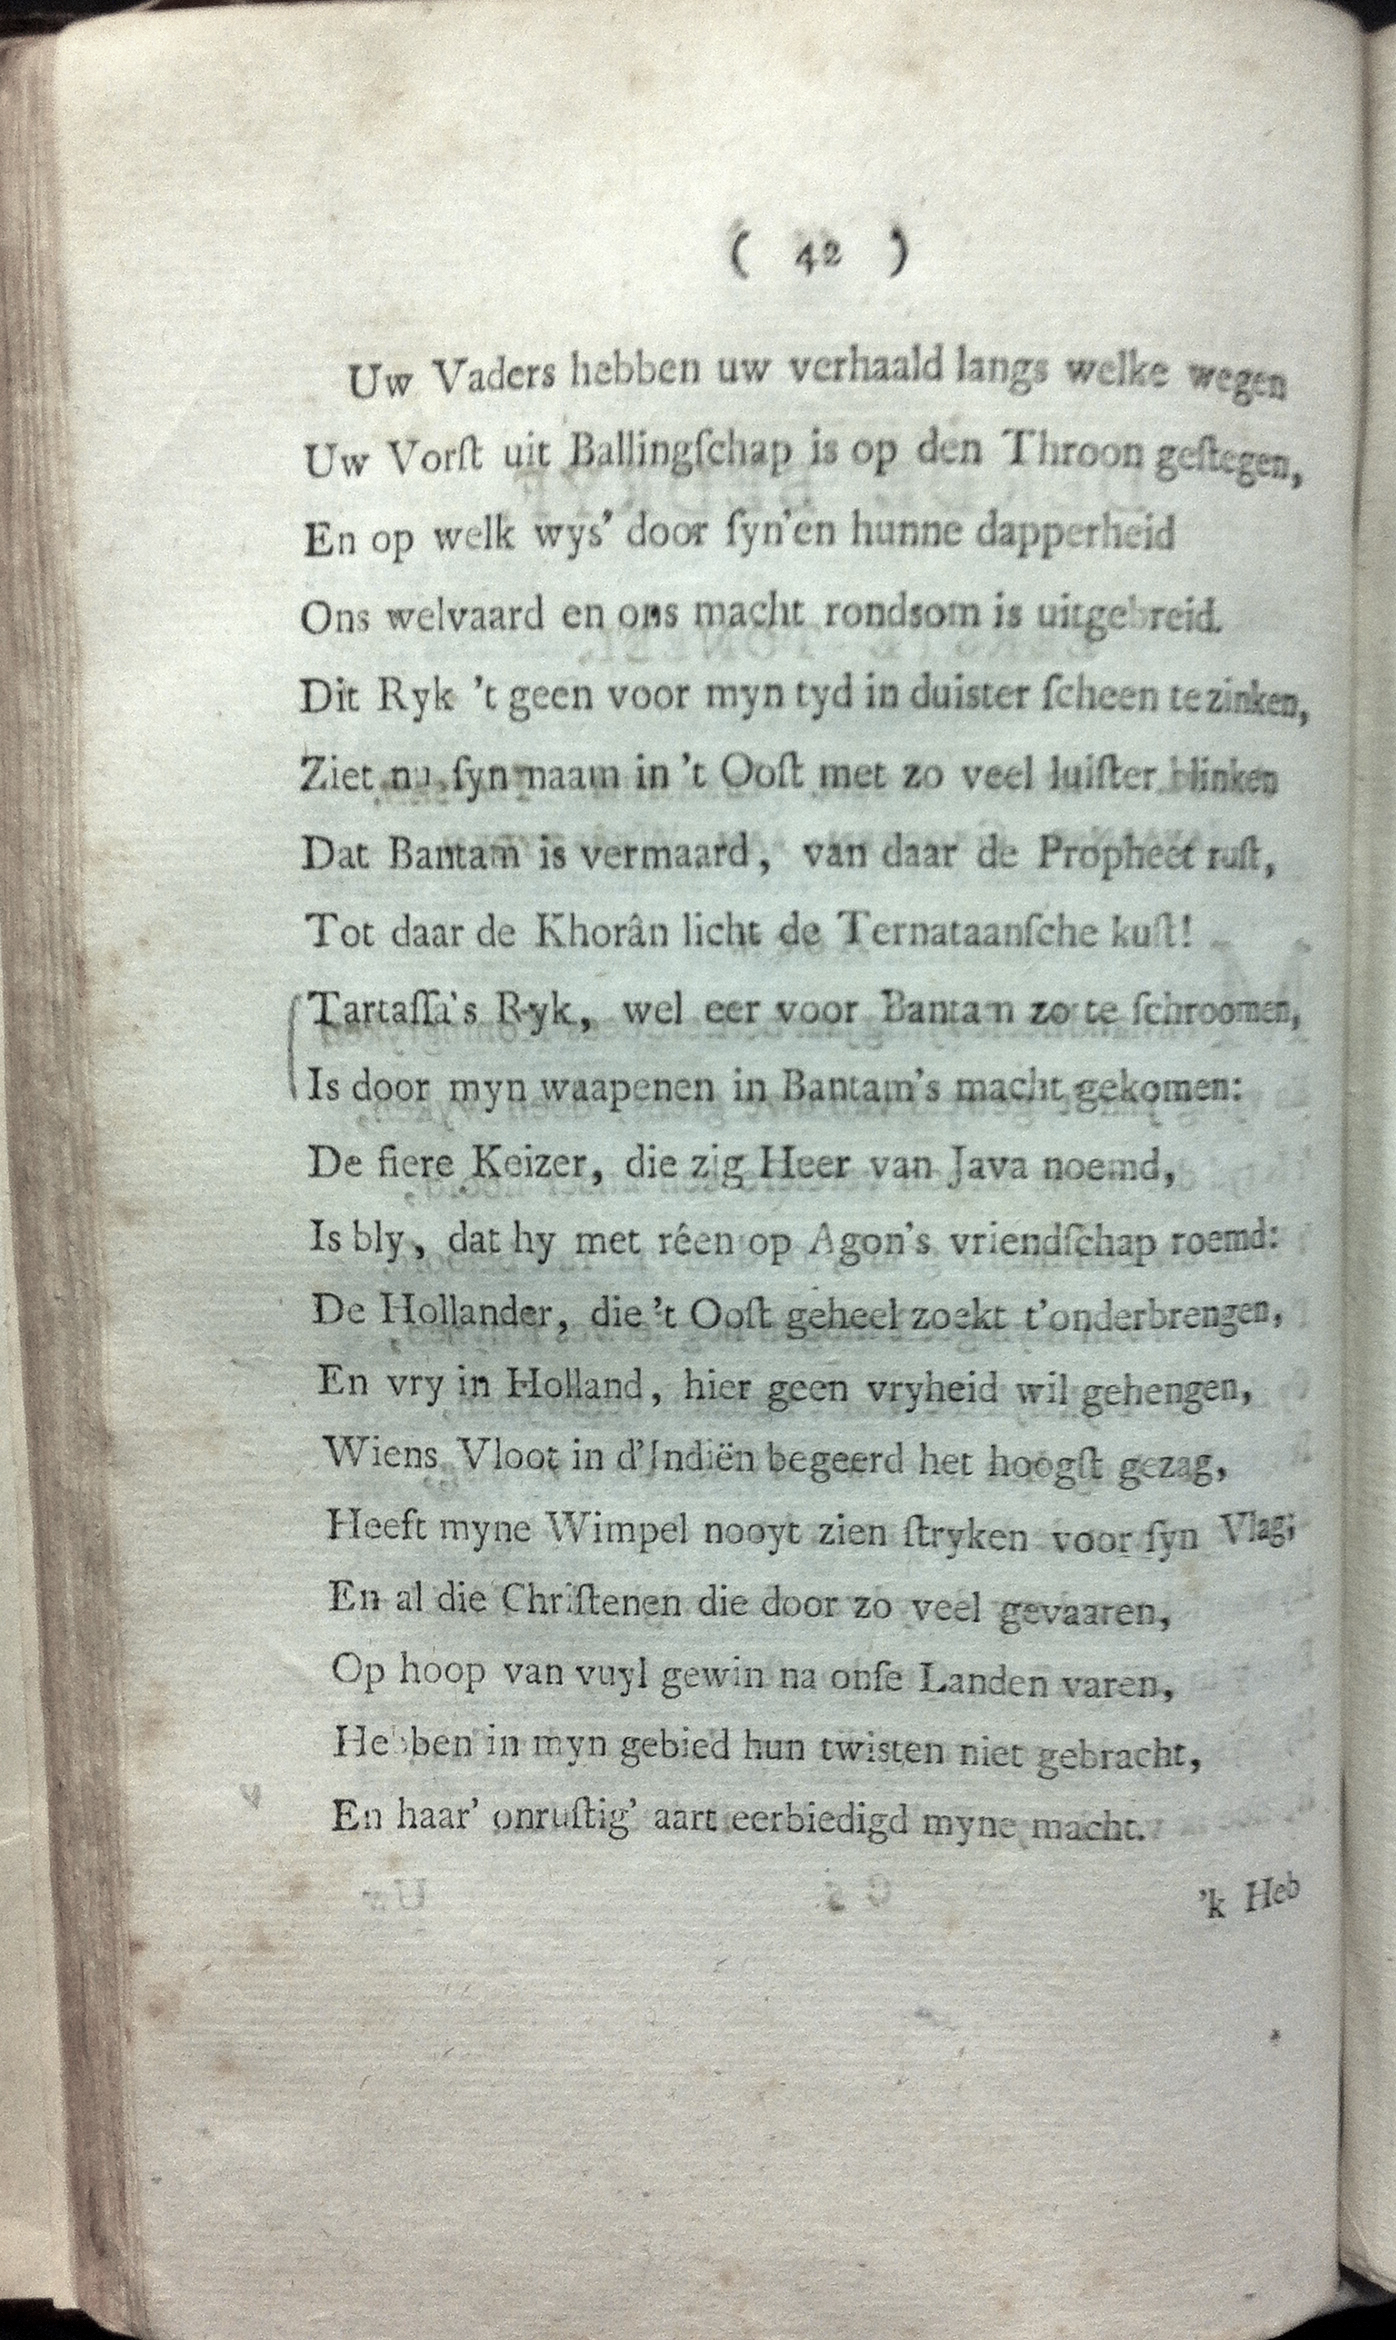 ( 42 )
Uw Vaders hebben uw verhaald langs welke wegen
Uw Vorſt uit Ballingſchap is op den Throon geſtegen,
En op welk wys’ door ſyn’en hunne dapperheid
Ons welvaard en ons macht rondsom is uitgebreid.
Dit Ryk ’t geen voor myn tyd in duister ſcheen te zinken,
Ziet nu ſyn naam in ’t Ooſt met zo veel luiſter blinken
Dat Bantam is vermaard, van daar de Propheet ruſt,
Tot daar de Khorân licht de Ternataanſche kuſt!
Tartaſſa’s Ryk, wel eer voor Bantam zo te ſchroomen,
Is door myn waapenen in Bantam’s macht gekomen:
De fiere Keizer, die zig Heer van Java noemd,
Is bly, dat hy met réen op Agon’s vriendſchap roemd:
De Hollander, die ’t Ooſt geheel zoekt t’onderbrengen,
En vry in Holland, hier geen vryheid wil gehengen,
Wiens Vloot in d’Indiën begeerd het hoogſt gezag,
Heeft myne Wimpel nooyt zien ſtryken voor ſyn Vlag;
En al die Chriſtenen die door zo veel gevaaren,
Op hoop van vuyl gewin na onſe Landen varen,
Hebben in myn gebied hun twisten niet gebracht,
En haar’ onruſtig’ aart eerbiedigd myne macht.
’k Heb